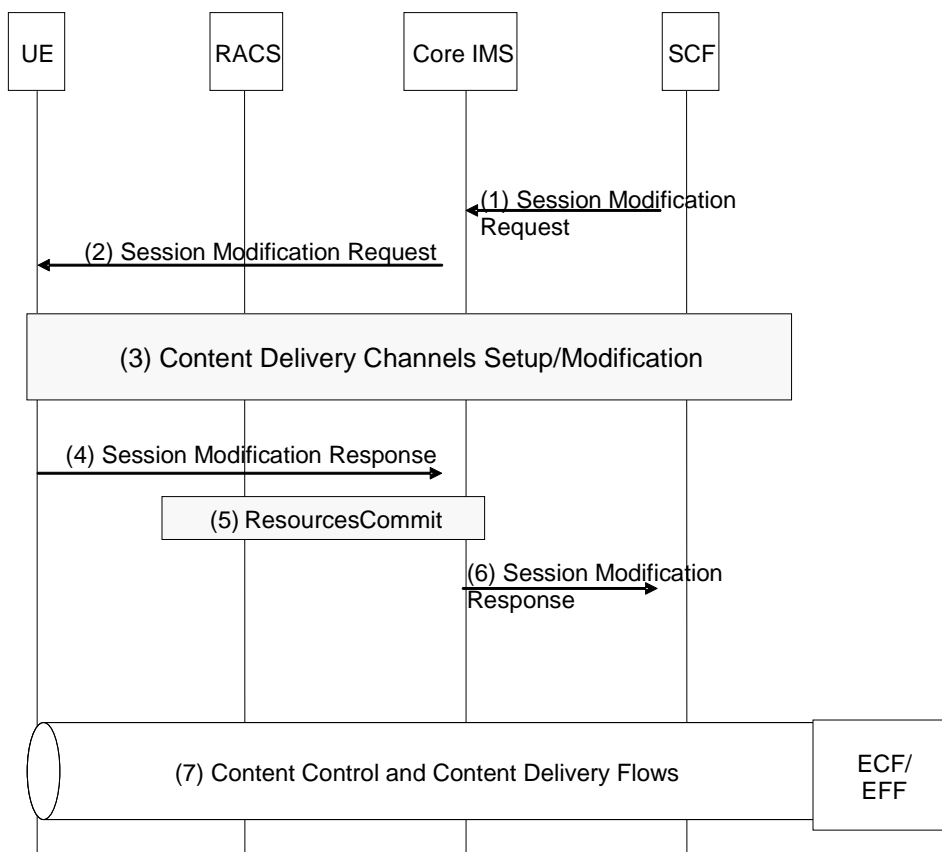 UE
RACS
Core IMS
SCF
(1) Session Modification
Request
(2) Session Modification Request
(3) Content Delivery Channels Setup/Modification
(4) Session Modification Response
(5) ResourcesCommit
(6) Session Modification
Response
(7) Content Control and Content Delivery Flows
ECF/
EFF